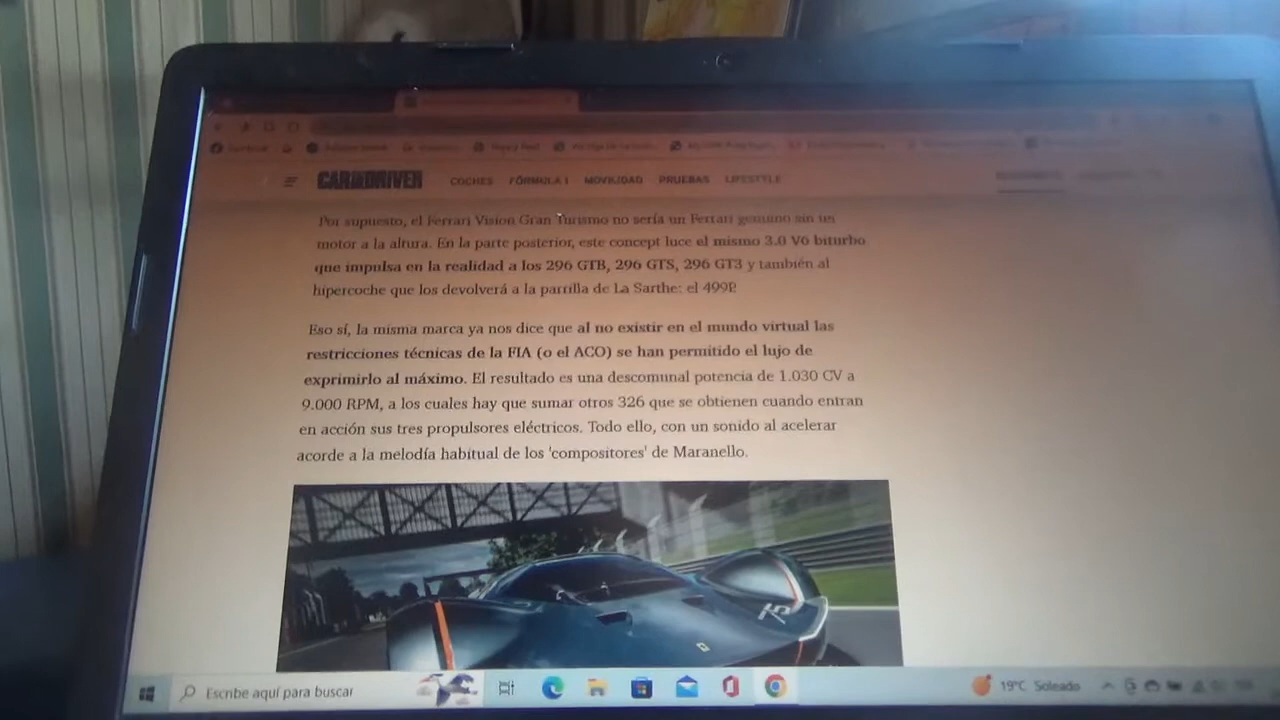 CAR AND DRIVER COCHES FÓRMULA 1 MOVILIDAD PRUEBAS LIFESTYLE
Por supuesto, el Ferrari Vision Gran Turismo no sería un Ferrari genuino sin un
motor a la altura. En la parte posterior, este concept luce el mismo 3.0 V6 biturbo
que impulsa en la realidad a los 296 GTB, 296 GTS, 296 GT3 y también al
hipercoche que los devolverá a la parrilla de La Sarthe: el 499P.
Eso sí, la misma marca ya nos dice que al no existir en el mundo virtual las
restricciones técnicas de la FIA (o el ACO) se han permitido el lujo de
exprimirlo al máximo. El resultado es una descomunal potencia de 1.030 CV a
9.000 RPM, a los cuales hay que sumar otros 326 que se obtienen cuando entran
en acción sus tres propulsores eléctricos. Todo ello, con un sonido al acelerar
acorde a la melodía habitual de los 'compositores' de Maranello.
75
Escribe aquí para buscar
19°C Soleado